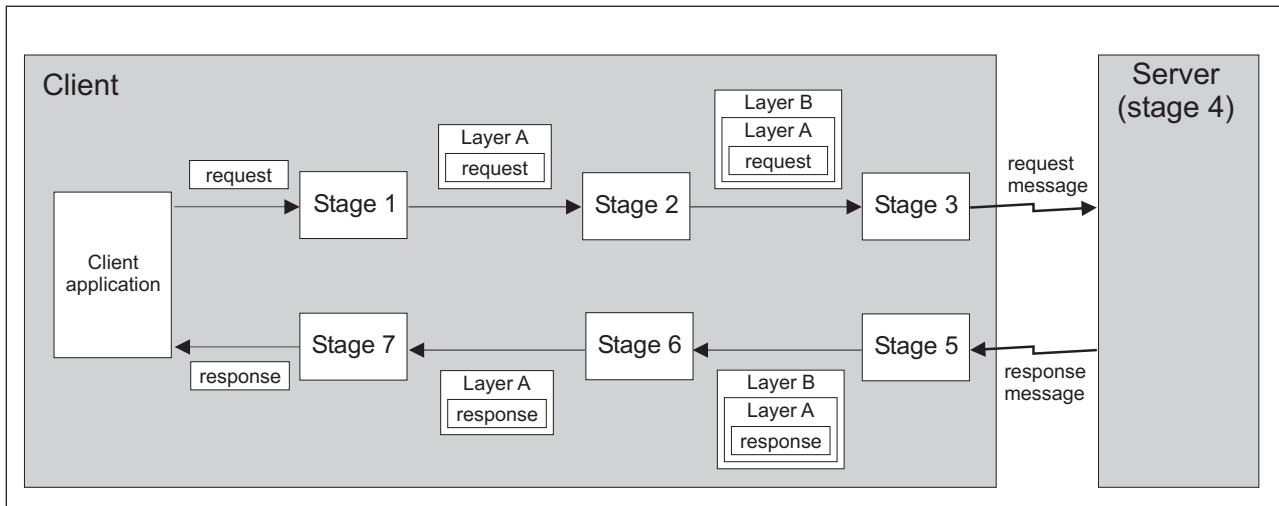 Client
Server
(stage 4)
Layer B
Layer A
Layer A
request
request
request
request
message
Stage 1
Stage 2
Stage 3
Client
application
Stage 7
Stage 6
Stage 5
response
Layer A
response
Layer B
Layer A
response
response
message